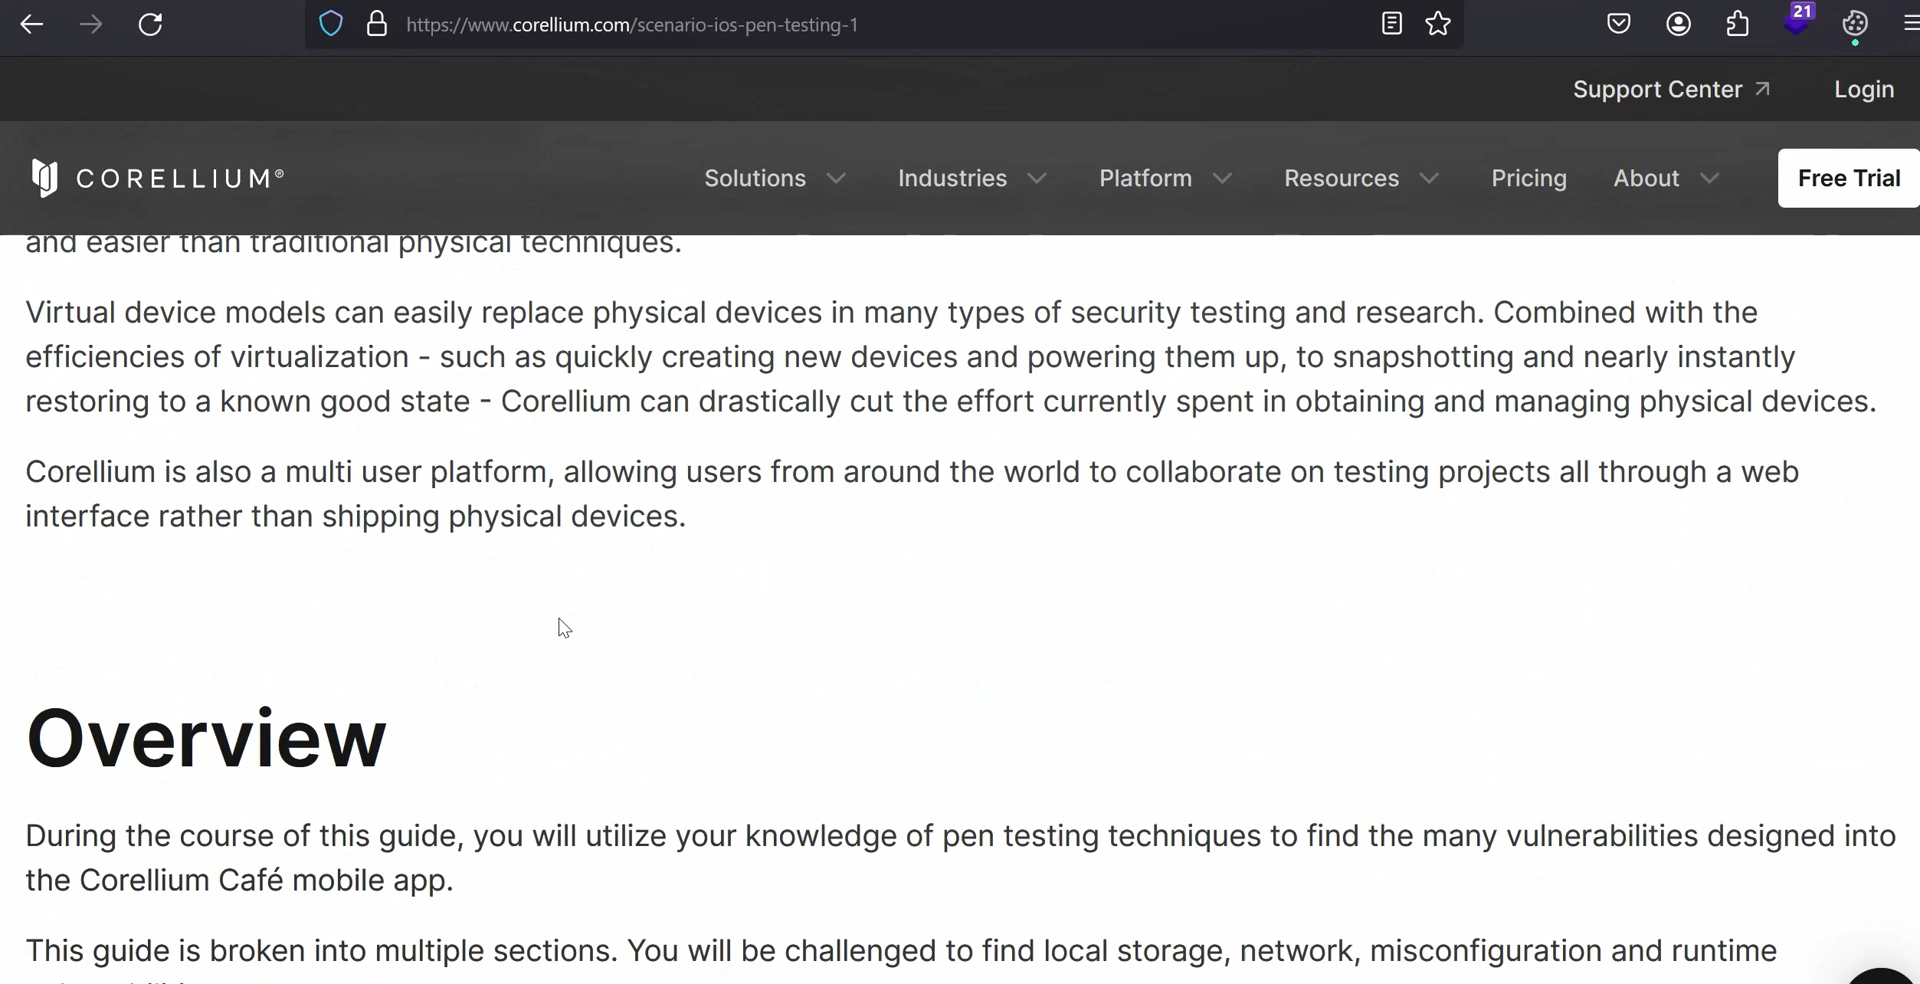 https://www.corellium.com/scenario-ios-pen-testing-1
21
Support Center
Login
CORELLIUM®
Solutions
Industries
Platform
Resources
Pricing
About
Free Trial
and easier than traditional physical techniques.
Virtual device models can easily replace physical devices in many types of security testing and research. Combined with the
efficiencies of virtualization - such as quickly creating new devices and powering them up, to snapshotting and nearly instantly
restoring to a known good state - Corellium can drastically cut the effort currently spent in obtaining and managing physical devices.
Corellium is also a multi user platform, allowing users from around the world to collaborate on testing projects all through a web
interface rather than shipping physical devices.
Overview
During the course of this guide, you will utilize your knowledge of pen testing techniques to find the many vulnerabilities designed into
the Corellium Café mobile app.
This guide is broken into multiple sections. You will be challenged to find local storage, network, misconfiguration and runtime